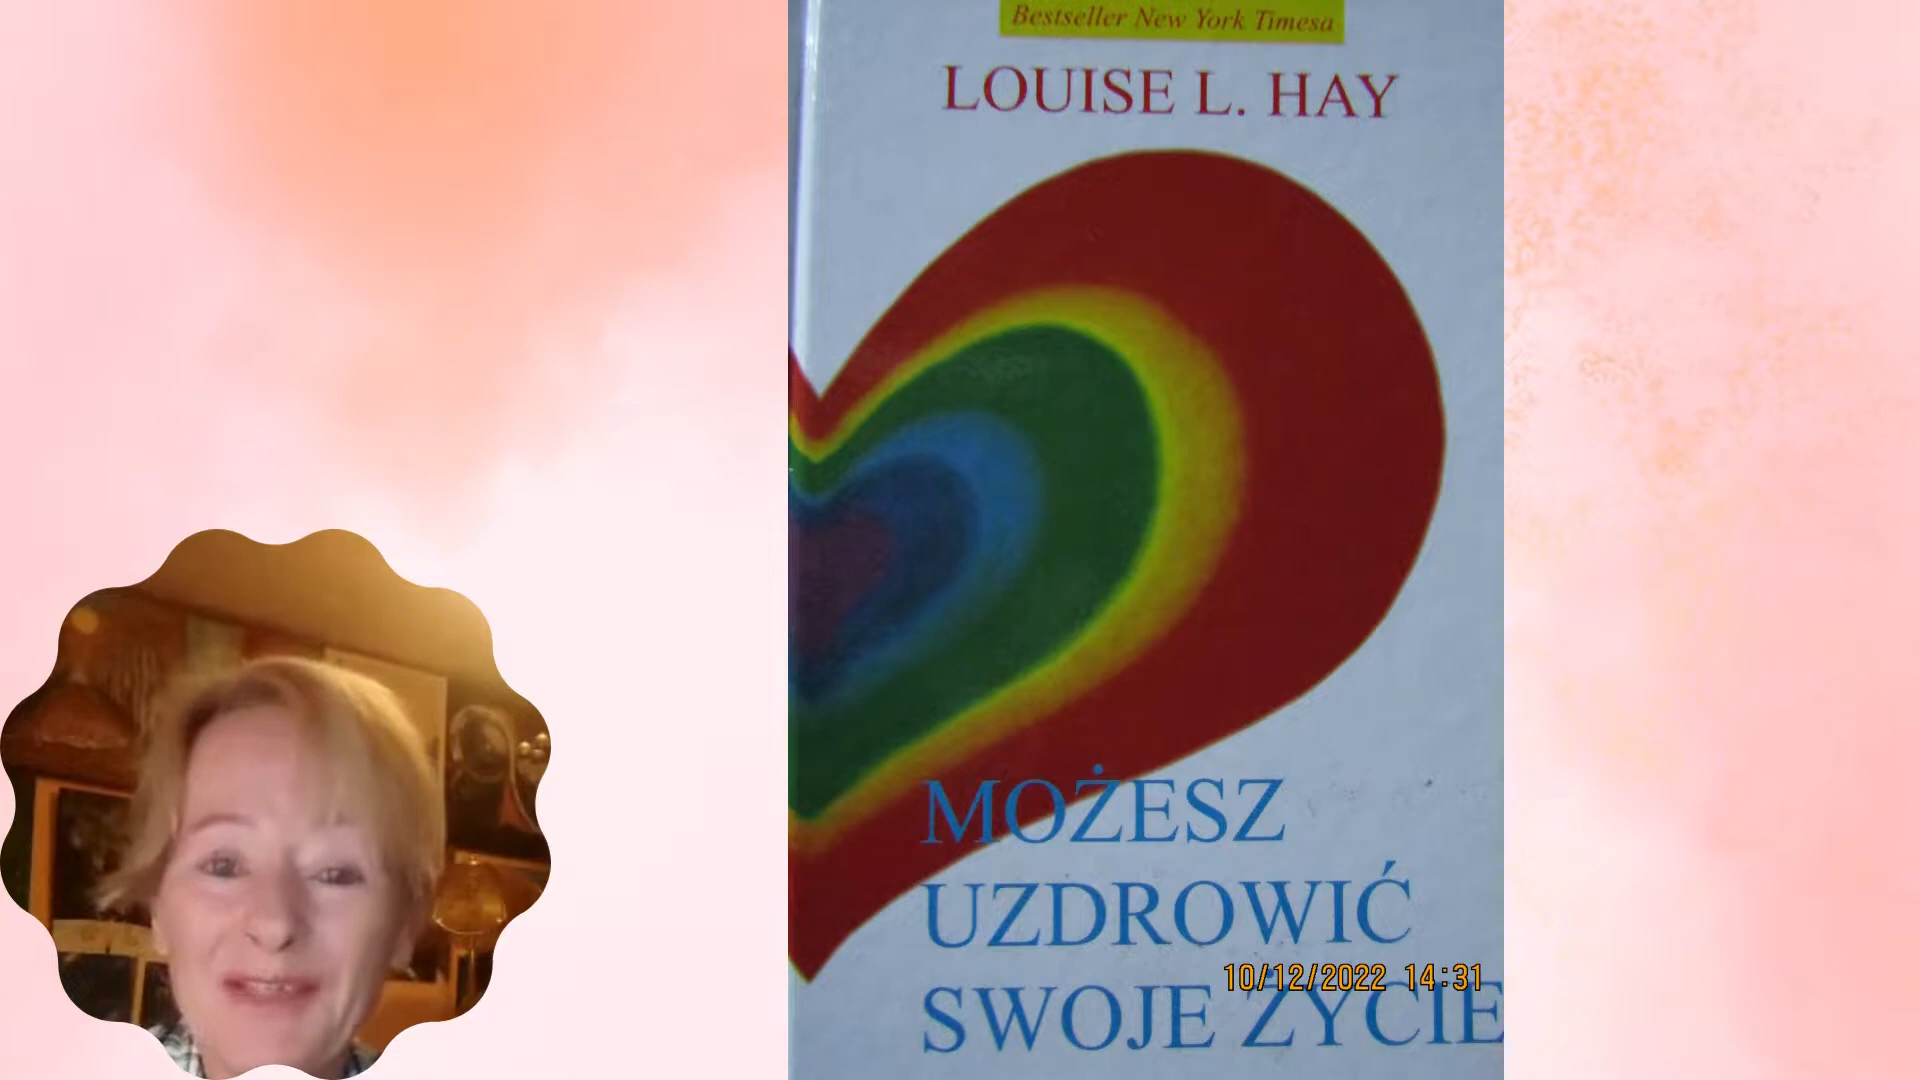 Bestseller New York Timesa
LOUISE L. HAY
MOŻESZ
UZDROWIĆ
10/12/2022 14:31
SWOJE ŻYCIE